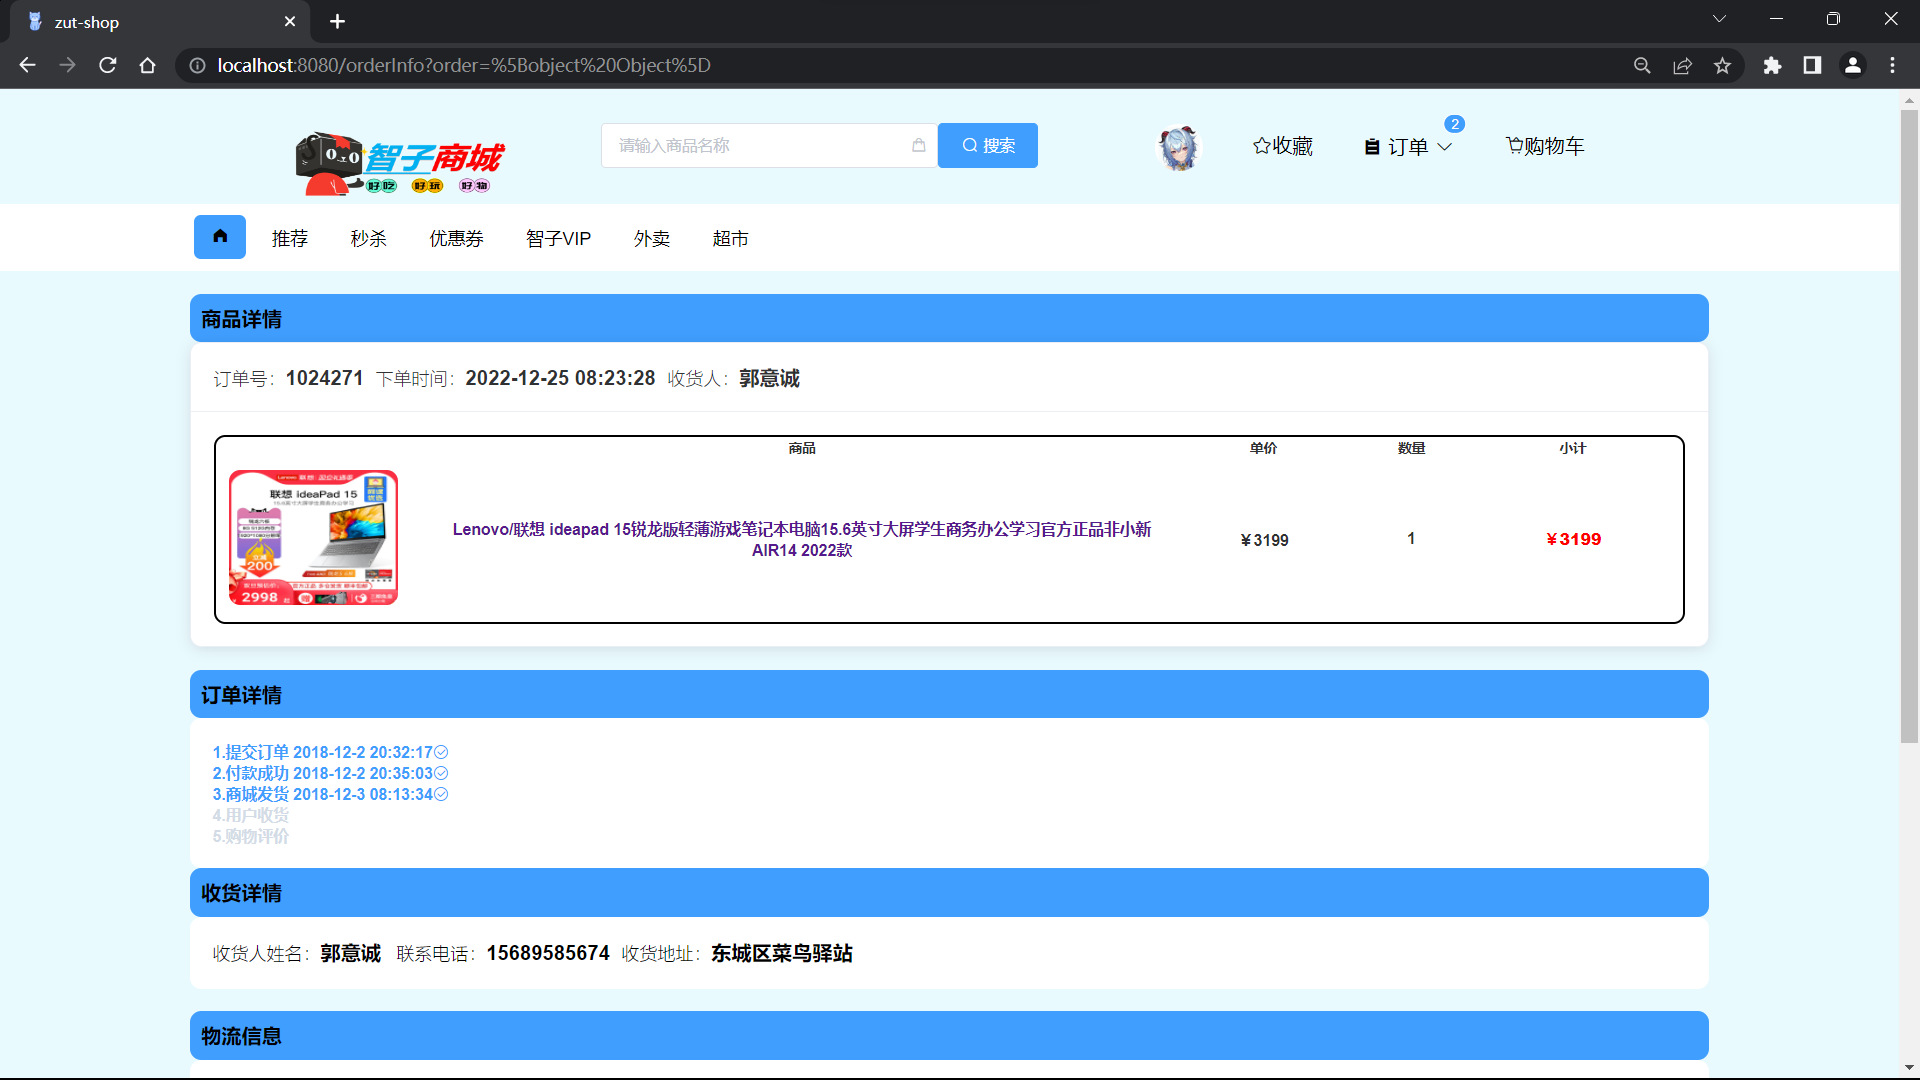 zut-shop
localhost:8080/orderInfo?order=%5Bobject%20Object%5D
智子商城
好吃 好玩 好物
请输入商品名称
搜索
收藏
订单
2
购物车
推荐 秒杀 优惠券 智子VIP 外卖 超市
商品详情
订单号: 1024271 下单时间: 2022-12-25 08:23:28 收货人: 郭意诚
商品 单价 数量 小计
联想 ideaPad 15
立减
200
2998
Lenovo/联想 ideapad 15锐龙版轻薄游戏笔记本电脑15.6英寸大屏学生商务办公学习官方正品非小新
AIR14 2022款
¥3199
1
¥3199
订单详情
1.提交订单 2018-12-2 20:32:17
2.付款成功 2018-12-2 20:35:03
3.商城发货 2018-12-3 08:13:34
4.用户收货
5.购物评价
收货详情
收货人姓名: 郭意诚 联系电话: 15689585674 收货地址: 东城区菜鸟驿站
物流信息